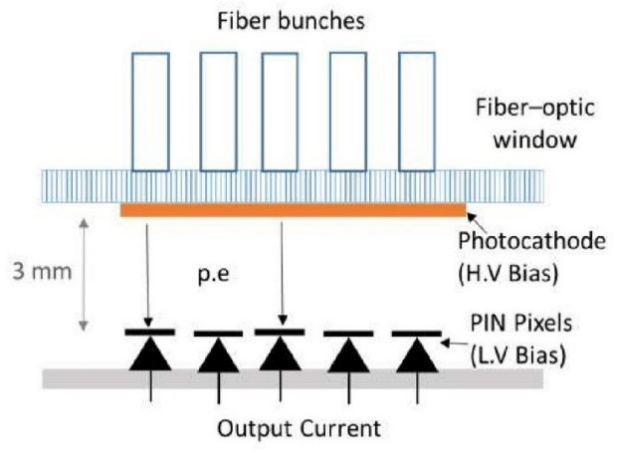 Fiber bunches
Fiber–optic
window
Photocathode
(H.V Bias)
3 mm
p.e
PIN Pixels
(L.V Bias)
Output Current